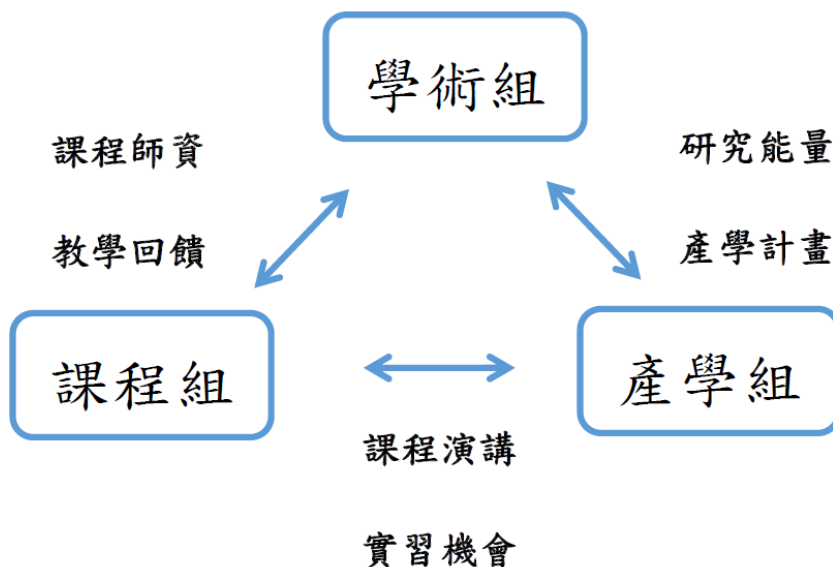 學術組
課程師資
研究能量
教學回饋
產學計畫
課程組
產學組
課程演講
實習機會